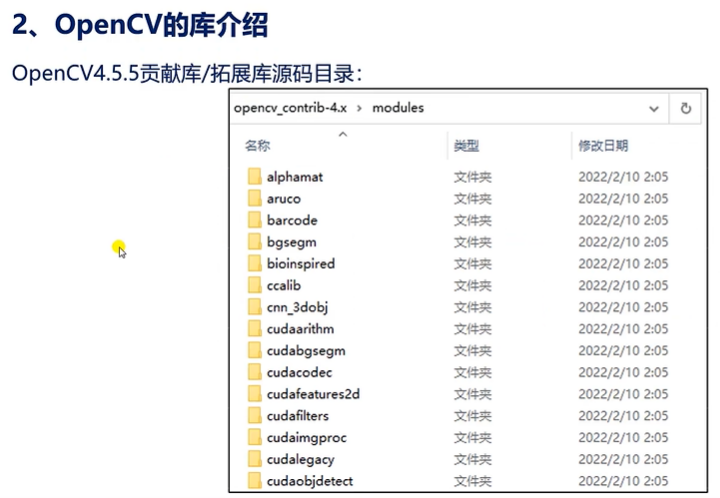 2、OpenCV的库介绍
OpenCV4.5.5贡献库/拓展库源码目录：
opencv_contrib-4.x › modules
名称 类型 修改日期
alphamat 文件夹 2022/2/10 2:05
aruco 文件夹 2022/2/10 2:05
barcode 文件夹 2022/2/10 2:05
bgsegm 文件夹 2022/2/10 2:05
bioinspired 文件夹 2022/2/10 2:05
ccalib 文件夹 2022/2/10 2:05
cnn_3dobj 文件夹 2022/2/10 2:05
cudaarithm 文件夹 2022/2/10 2:05
cudabgsegm 文件夹 2022/2/10 2:05
cudacodec 文件夹 2022/2/10 2:05
cudafeatures2d 文件夹 2022/2/10 2:05
cudafilters 文件夹 2022/2/10 2:05
cudaimgproc 文件夹 2022/2/10 2:05
cudalegacy 文件夹 2022/2/10 2:05
cudaobjdetect 文件夹 2022/2/10 2:05